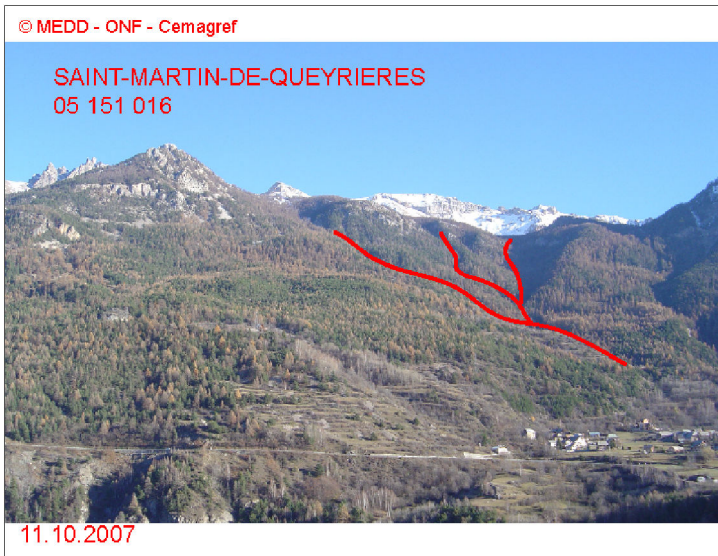 © MEDD - ONF - Cemagref
SAINT-MARTIN-DE-QUEYRIERES
05 151 016
11.10.2007